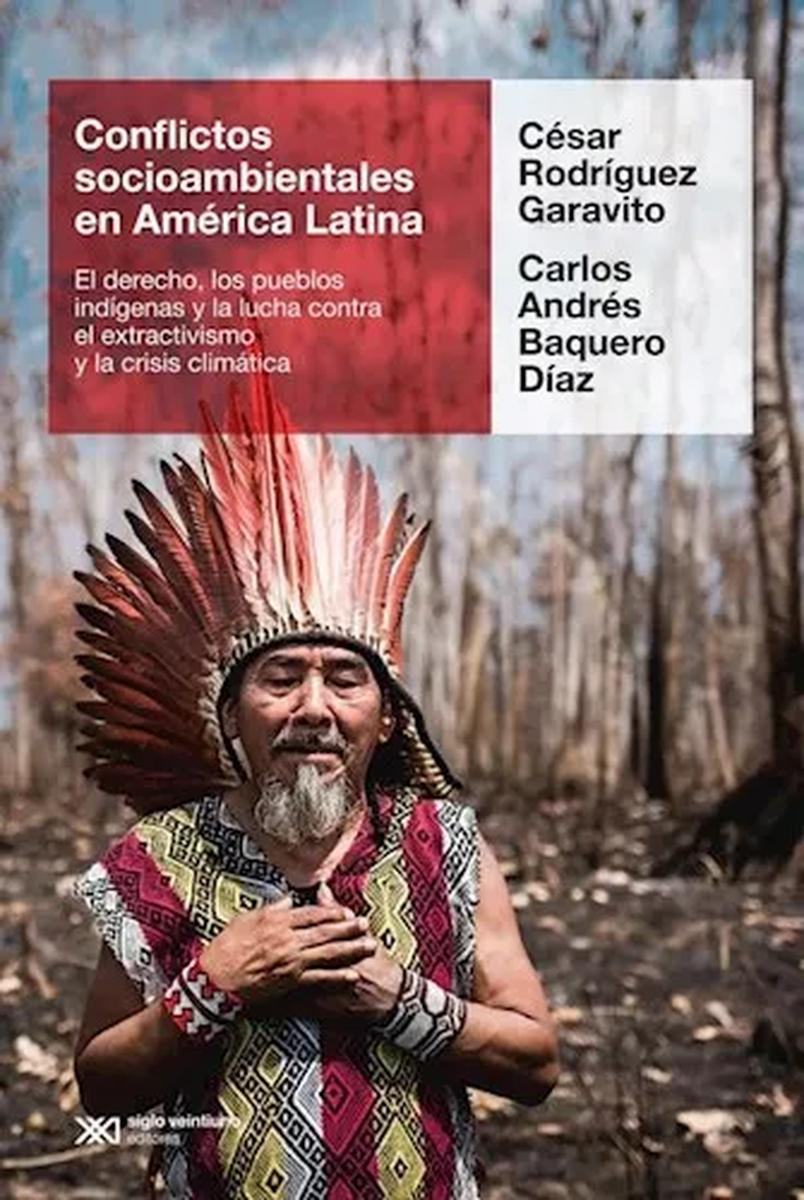 Conflictos
socioambientales
en América Latina
El derecho, los pueblos
indígenas y la lucha contra
el extractivismo
y la crisis climática
César
Rodríguez
Garavito
Carlos
Andrés
Baquero
Díaz
siglo veintiuno
editores